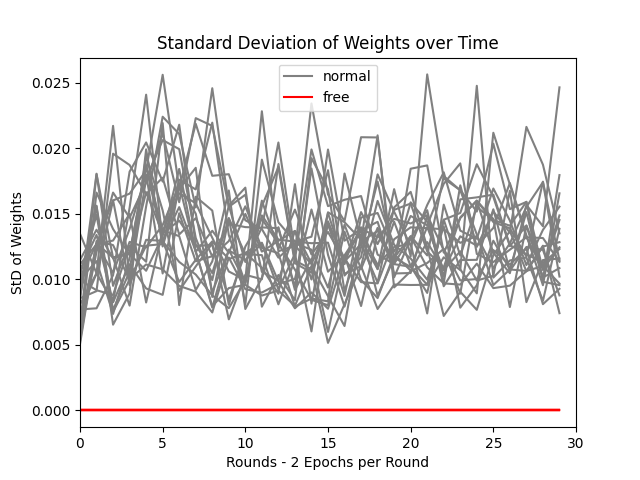 Standard Deviation of Weights over Time
normal
free
StD of Weights
0.025
0.020
0.015
0.010
0.005
0.000
0 5 10 15 20 25 30
Rounds - 2 Epochs per Round